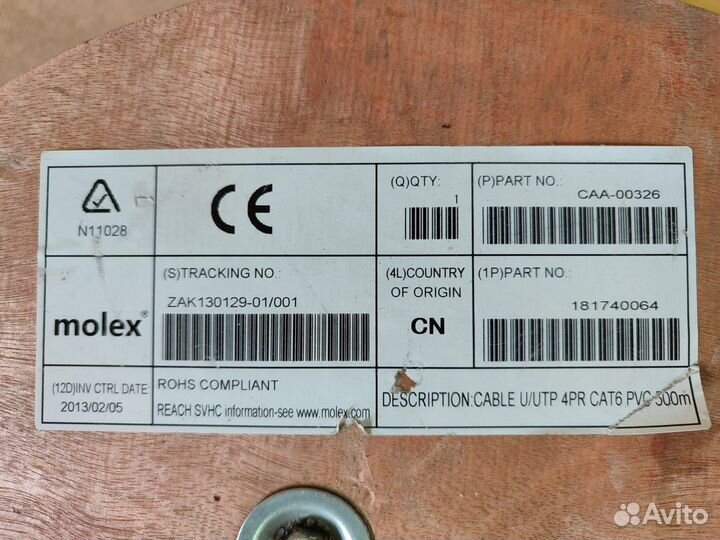 N11028
CE
(Q)QTY:
1
(P)PART NO.:
CAA-00326
molex®
(S)TRACKING NO.:
ZAK130129-01/001
(4L)COUNTRY
OF ORIGIN
CN
(1P)PART NO.:
181740064
(12D)INV CTRL DATE:
2013/02/05
ROHS COMPLIANT
REACH SVHC information-see www.molex.com
DESCRIPTION:CABLE U/UTP 4PR CAT6 PVC 500m
Avito